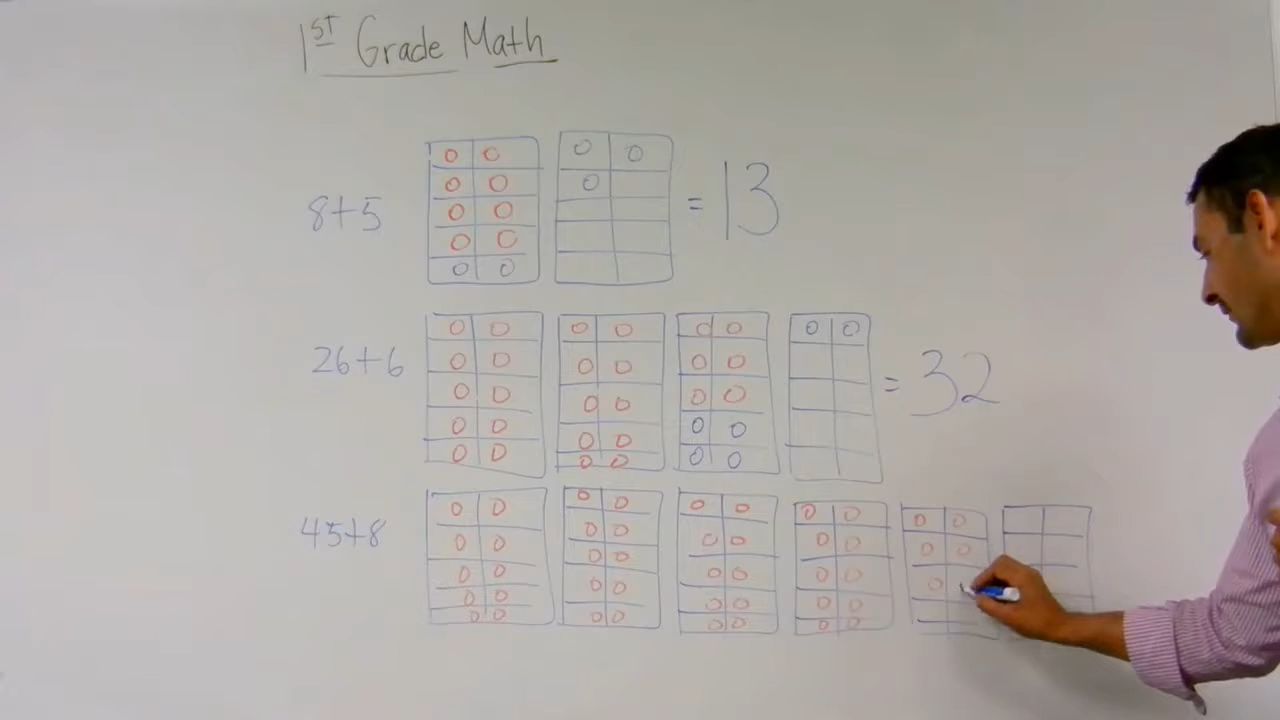 1ST Grade Math
8+5 = 13
26+6 = 32
45+8